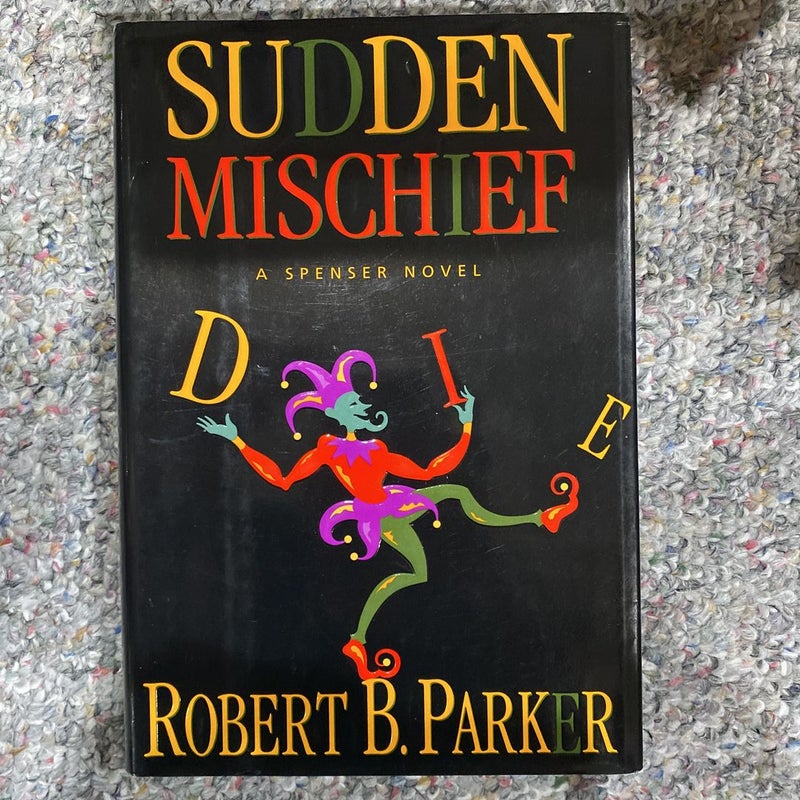 SUDDEN
MISCHIEF
A SPENSER NOVEL
D I E
ROBERT B. PARKER